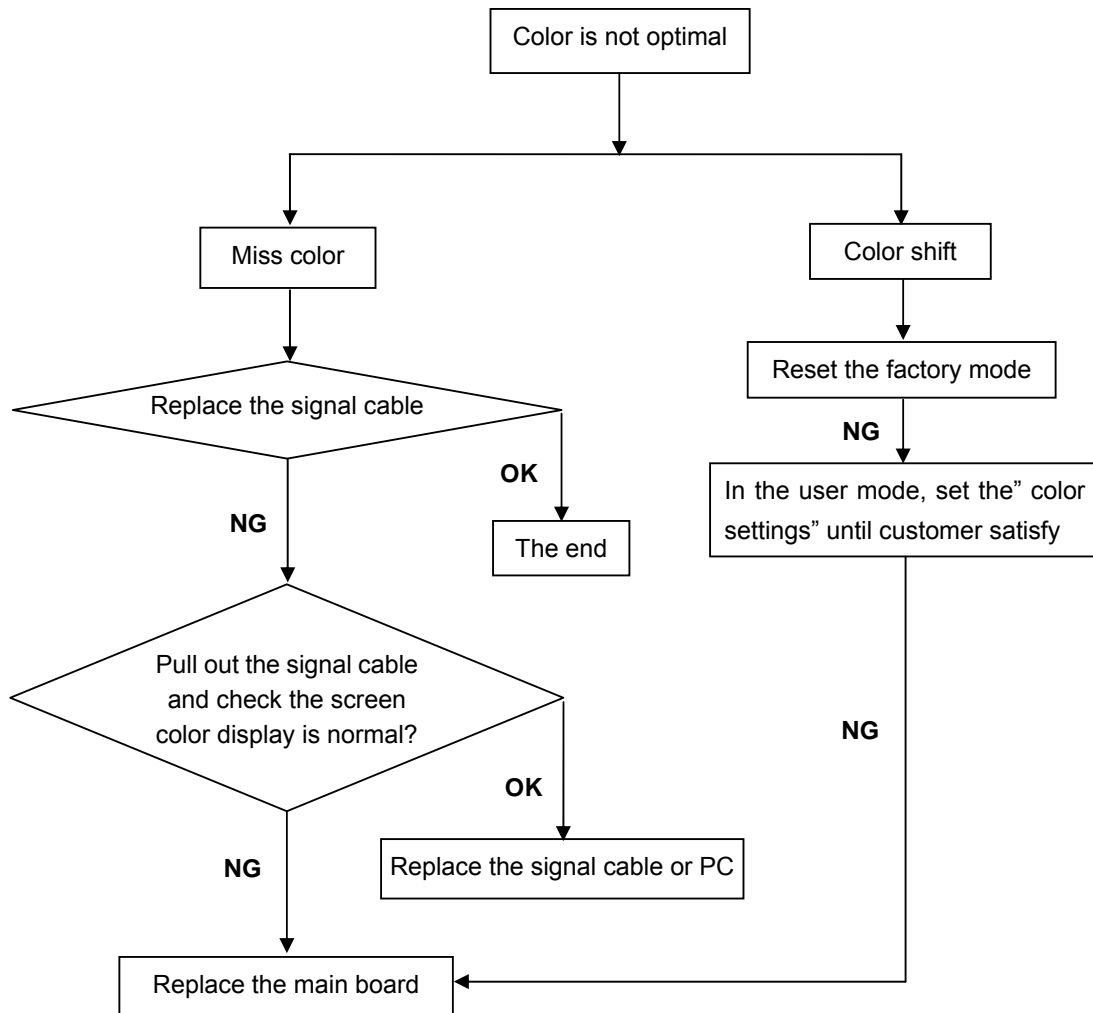 Color is not optimal
Miss color
Color shift
Replace the signal cable
Reset the factory mode
NG
OK
In the user mode, set the” color
settings” until customer satisfy
NG
The end
Pull out the signal cable
and check the screen
color display is normal?
NG
OK
NG
Replace the signal cable or PC
Replace the main board